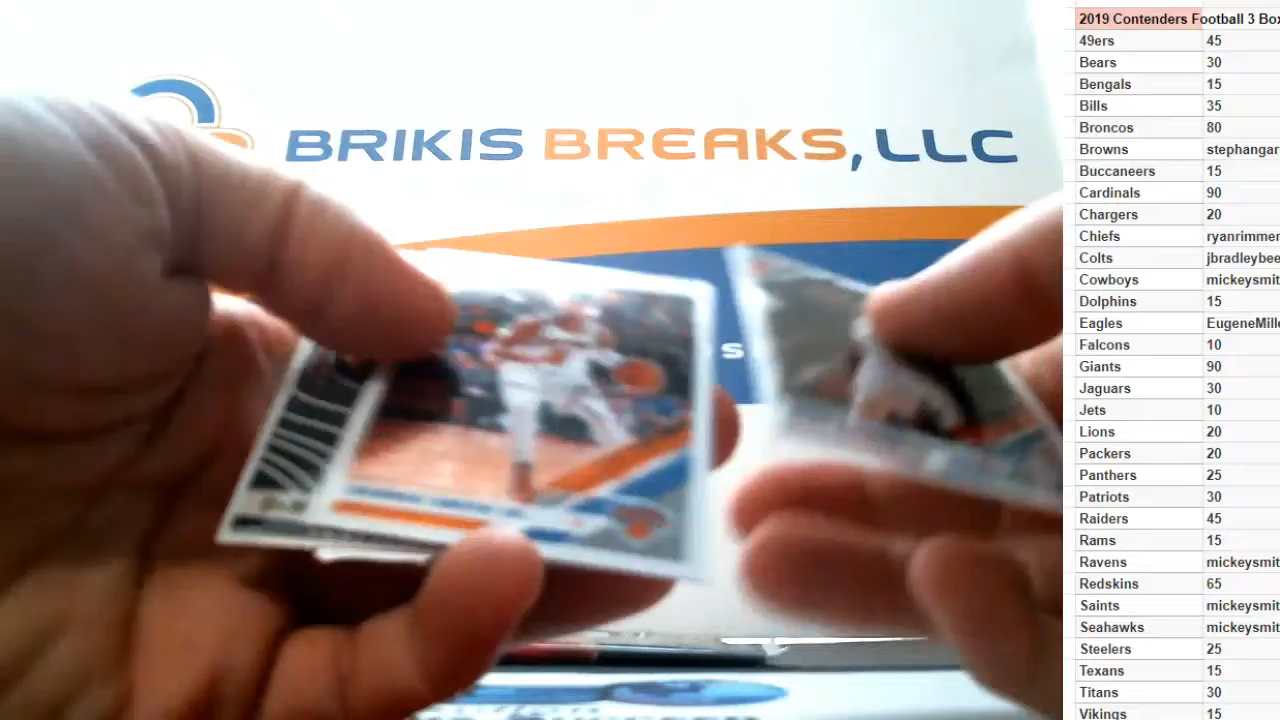 BRIKIS BREAKS, LLC
S
2019 Contenders Football 3 Box
49ers 45
Bears 30
Bengals 15
Bills 35
Broncos 80
Browns stephangar
Buccaneers 15
Cardinals 90
Chargers 20
Chiefs ryanrimmer
Colts jbradleybee
Cowboys mickeysmit
Dolphins 15
Eagles EugeneMille
Falcons 10
Giants 90
Jaguars 30
Jets 10
Lions 20
Packers 20
Panthers 25
Patriots 30
Raiders 45
Rams 15
Ravens mickeysmit
Redskins 65
Saints mickeysmit
Seahawks mickeysmit
Steelers 25
Texans 15
Titans 30
Vikings 15